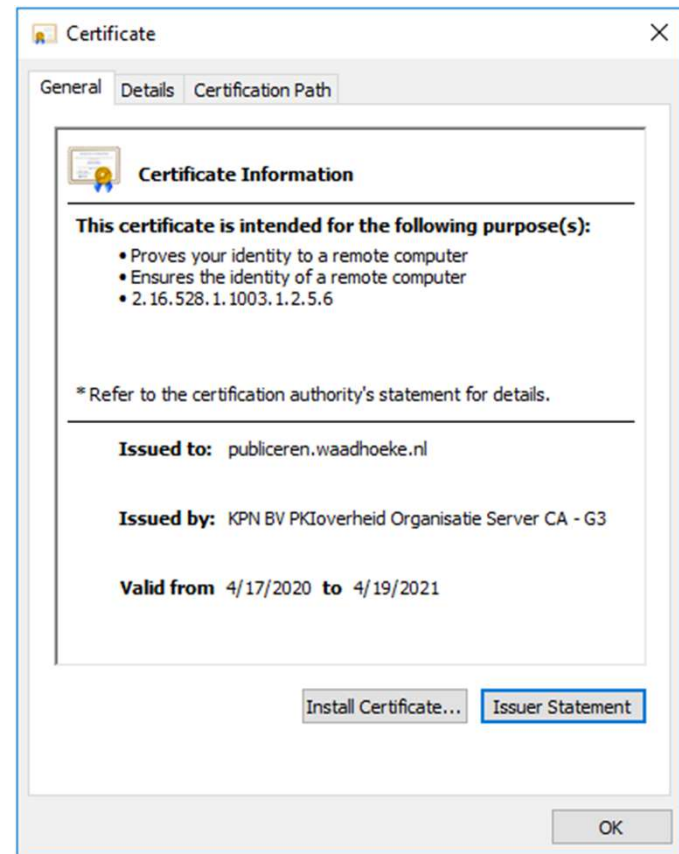 Certificate
General Details Certification Path
Certificate Information
This certificate is intended for the following purpose(s):
• Proves your identity to a remote computer
• Ensures the identity of a remote computer
• 2.16.528.1.1003.1.2.5.6
* Refer to the certification authority's statement for details.
Issued to: publiceren.waadhoeke.nl
Issued by: KPN BV PKIoverheid Organisatie Server CA - G3
Valid from 4/17/2020 to 4/19/2021
Install Certificate... Issuer Statement
OK